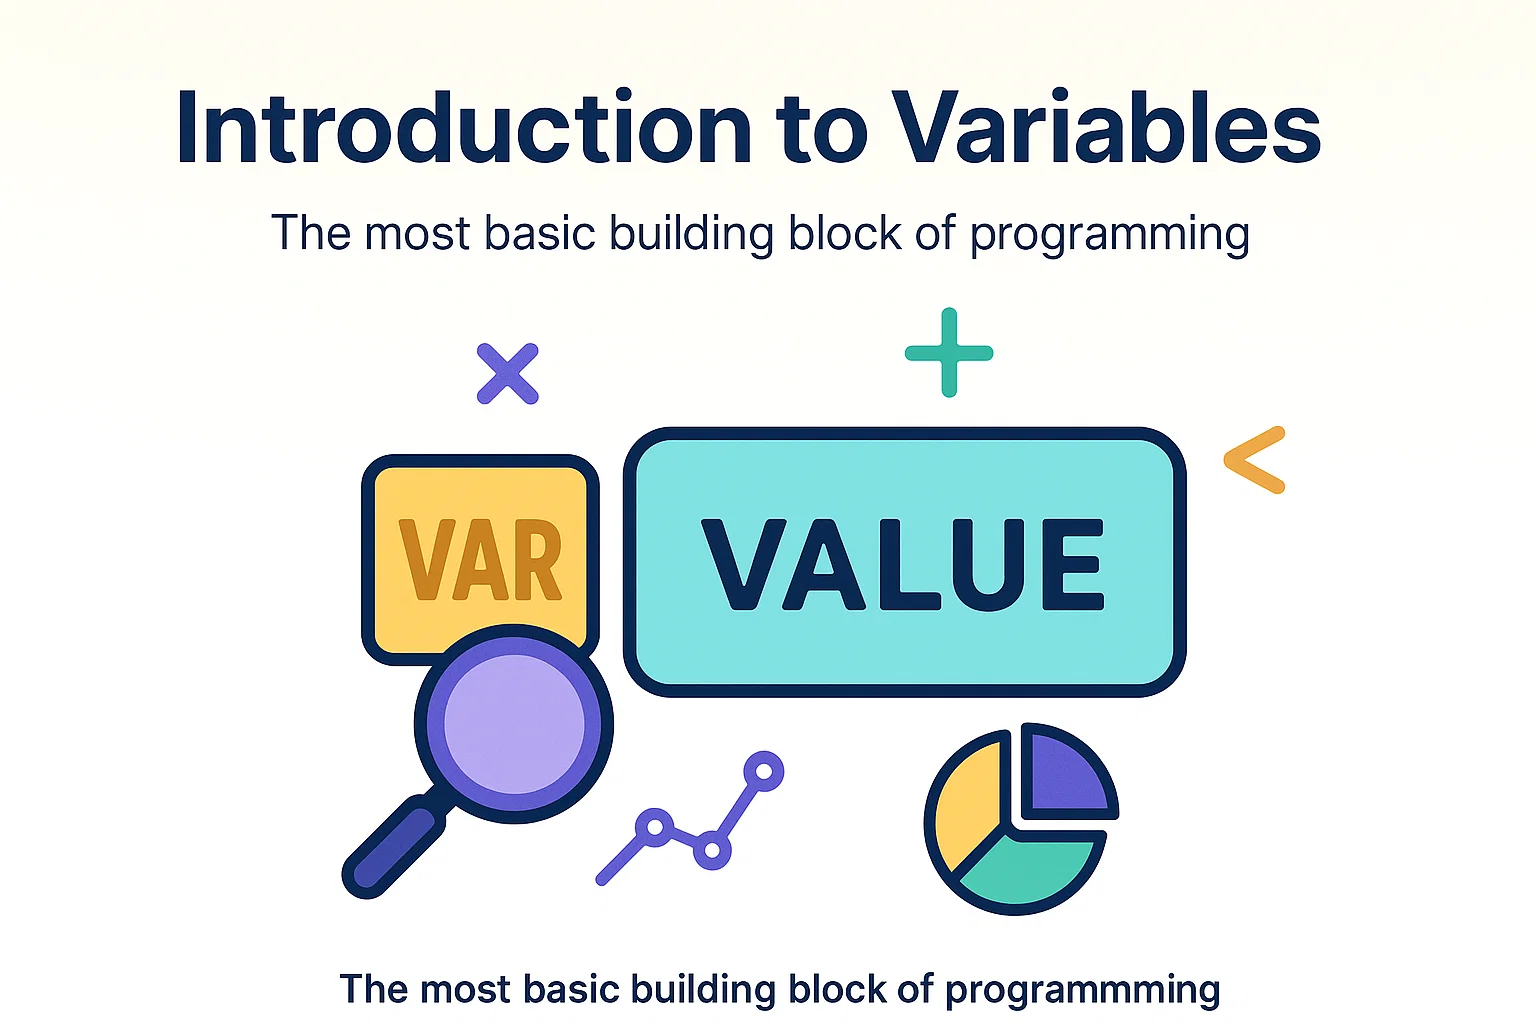 Introduction to Variables
The most basic building block of programming
VAR
VALUE
The most basic building block of programmming